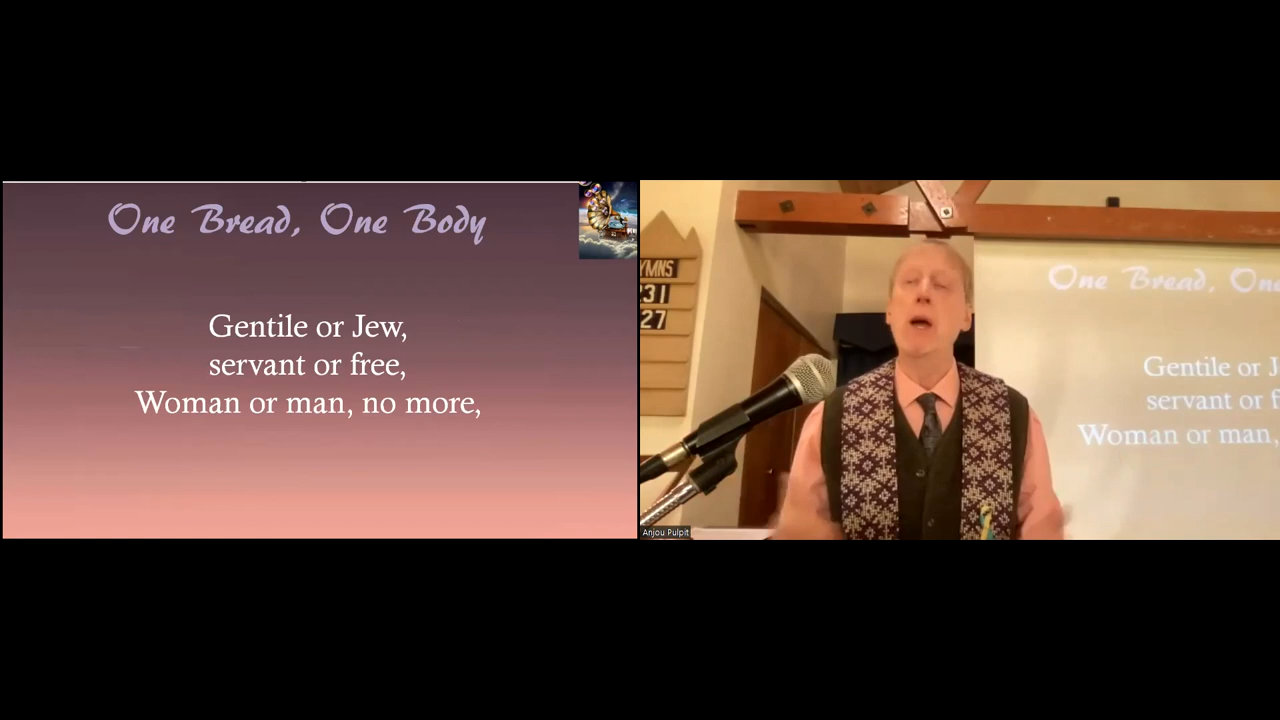 One Bread, One Body
Gentile or Jew,
servant or free,
Woman or man, no more,
YMNS
31
27
One Bread, One
Gentile or J
servant or f
Woman or man,
Anjou Pulpit